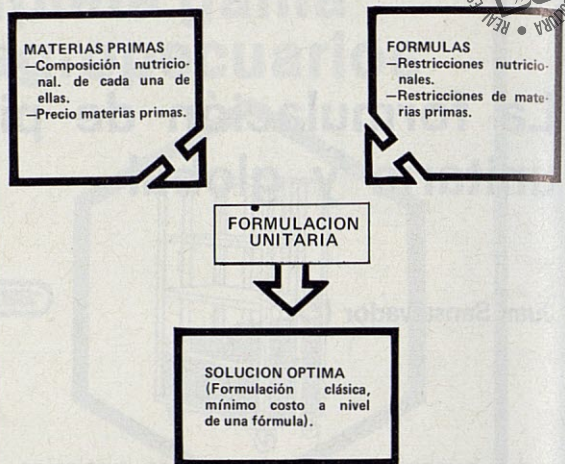 MATERIAS PRIMAS
—Composición nutricio-
nal. de cada una de
ellas.
—Precio materias primas.
FORMULAS
—Restricciones nutricio-
nales.
—Restricciones de mate-
rias primas.
FORMULACION
UNITARIA
SOLUCION OPTIMA
(Formulación clásica,
mínimo costo a nivel
de una fórmula).